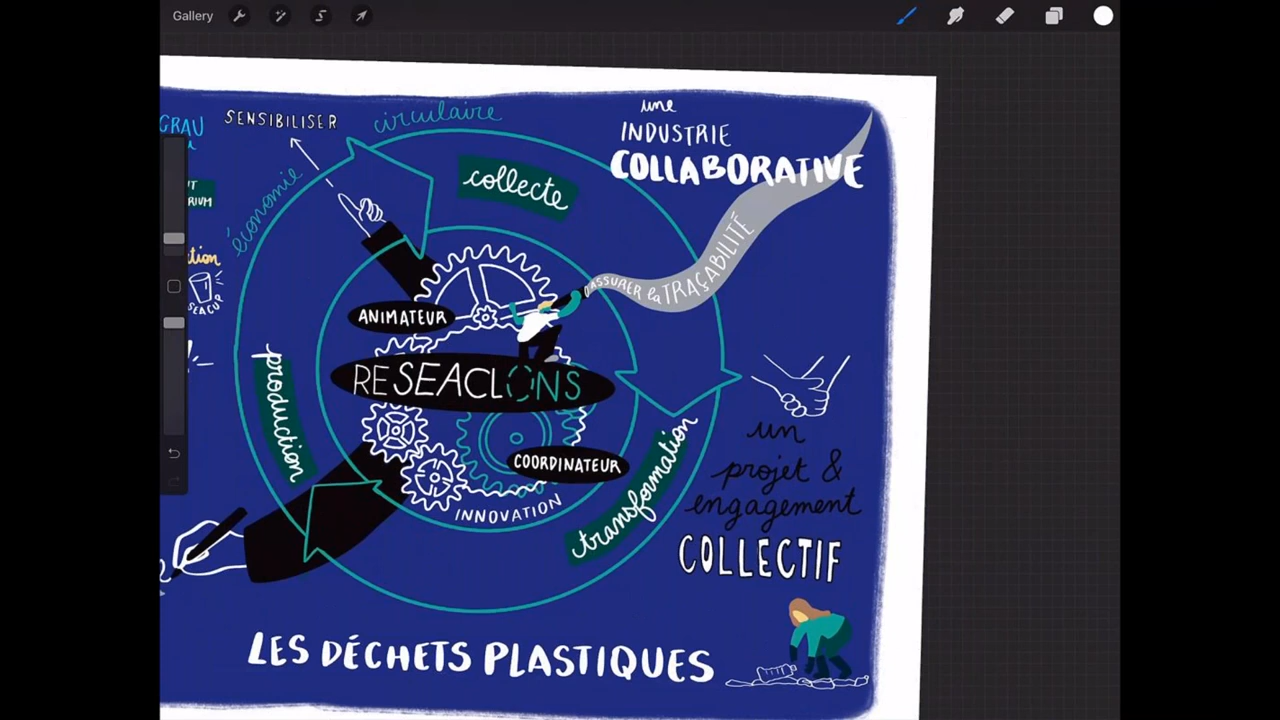 Gallery
GRAU
SENSIBILISER
économie circulaire
collecte
une
INDUSTRIE
COLLABORATIVE
ASSURER la TRAÇABILITÉ
SEACUP
ANIMATEUR
RESEACLONS
production
COORDINATEUR
INNOVATION
transformation
un
projet &
engagement
COLLECTIF
LES DÉCHETS PLASTIQUES